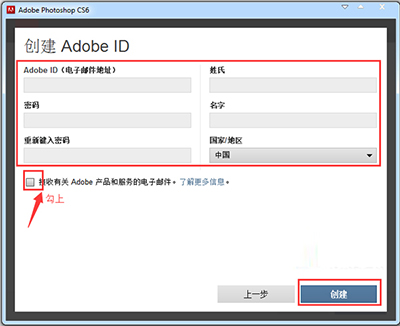 Adobe Photoshop CS6
创建 Adobe ID
Adobe ID（电子邮件地址） 姓氏
密码 名字
重新键入密码 国家/地区
中国
接收有关 Adobe 产品和服务的电子邮件。了解更多信息。
勾上
上一步 创建